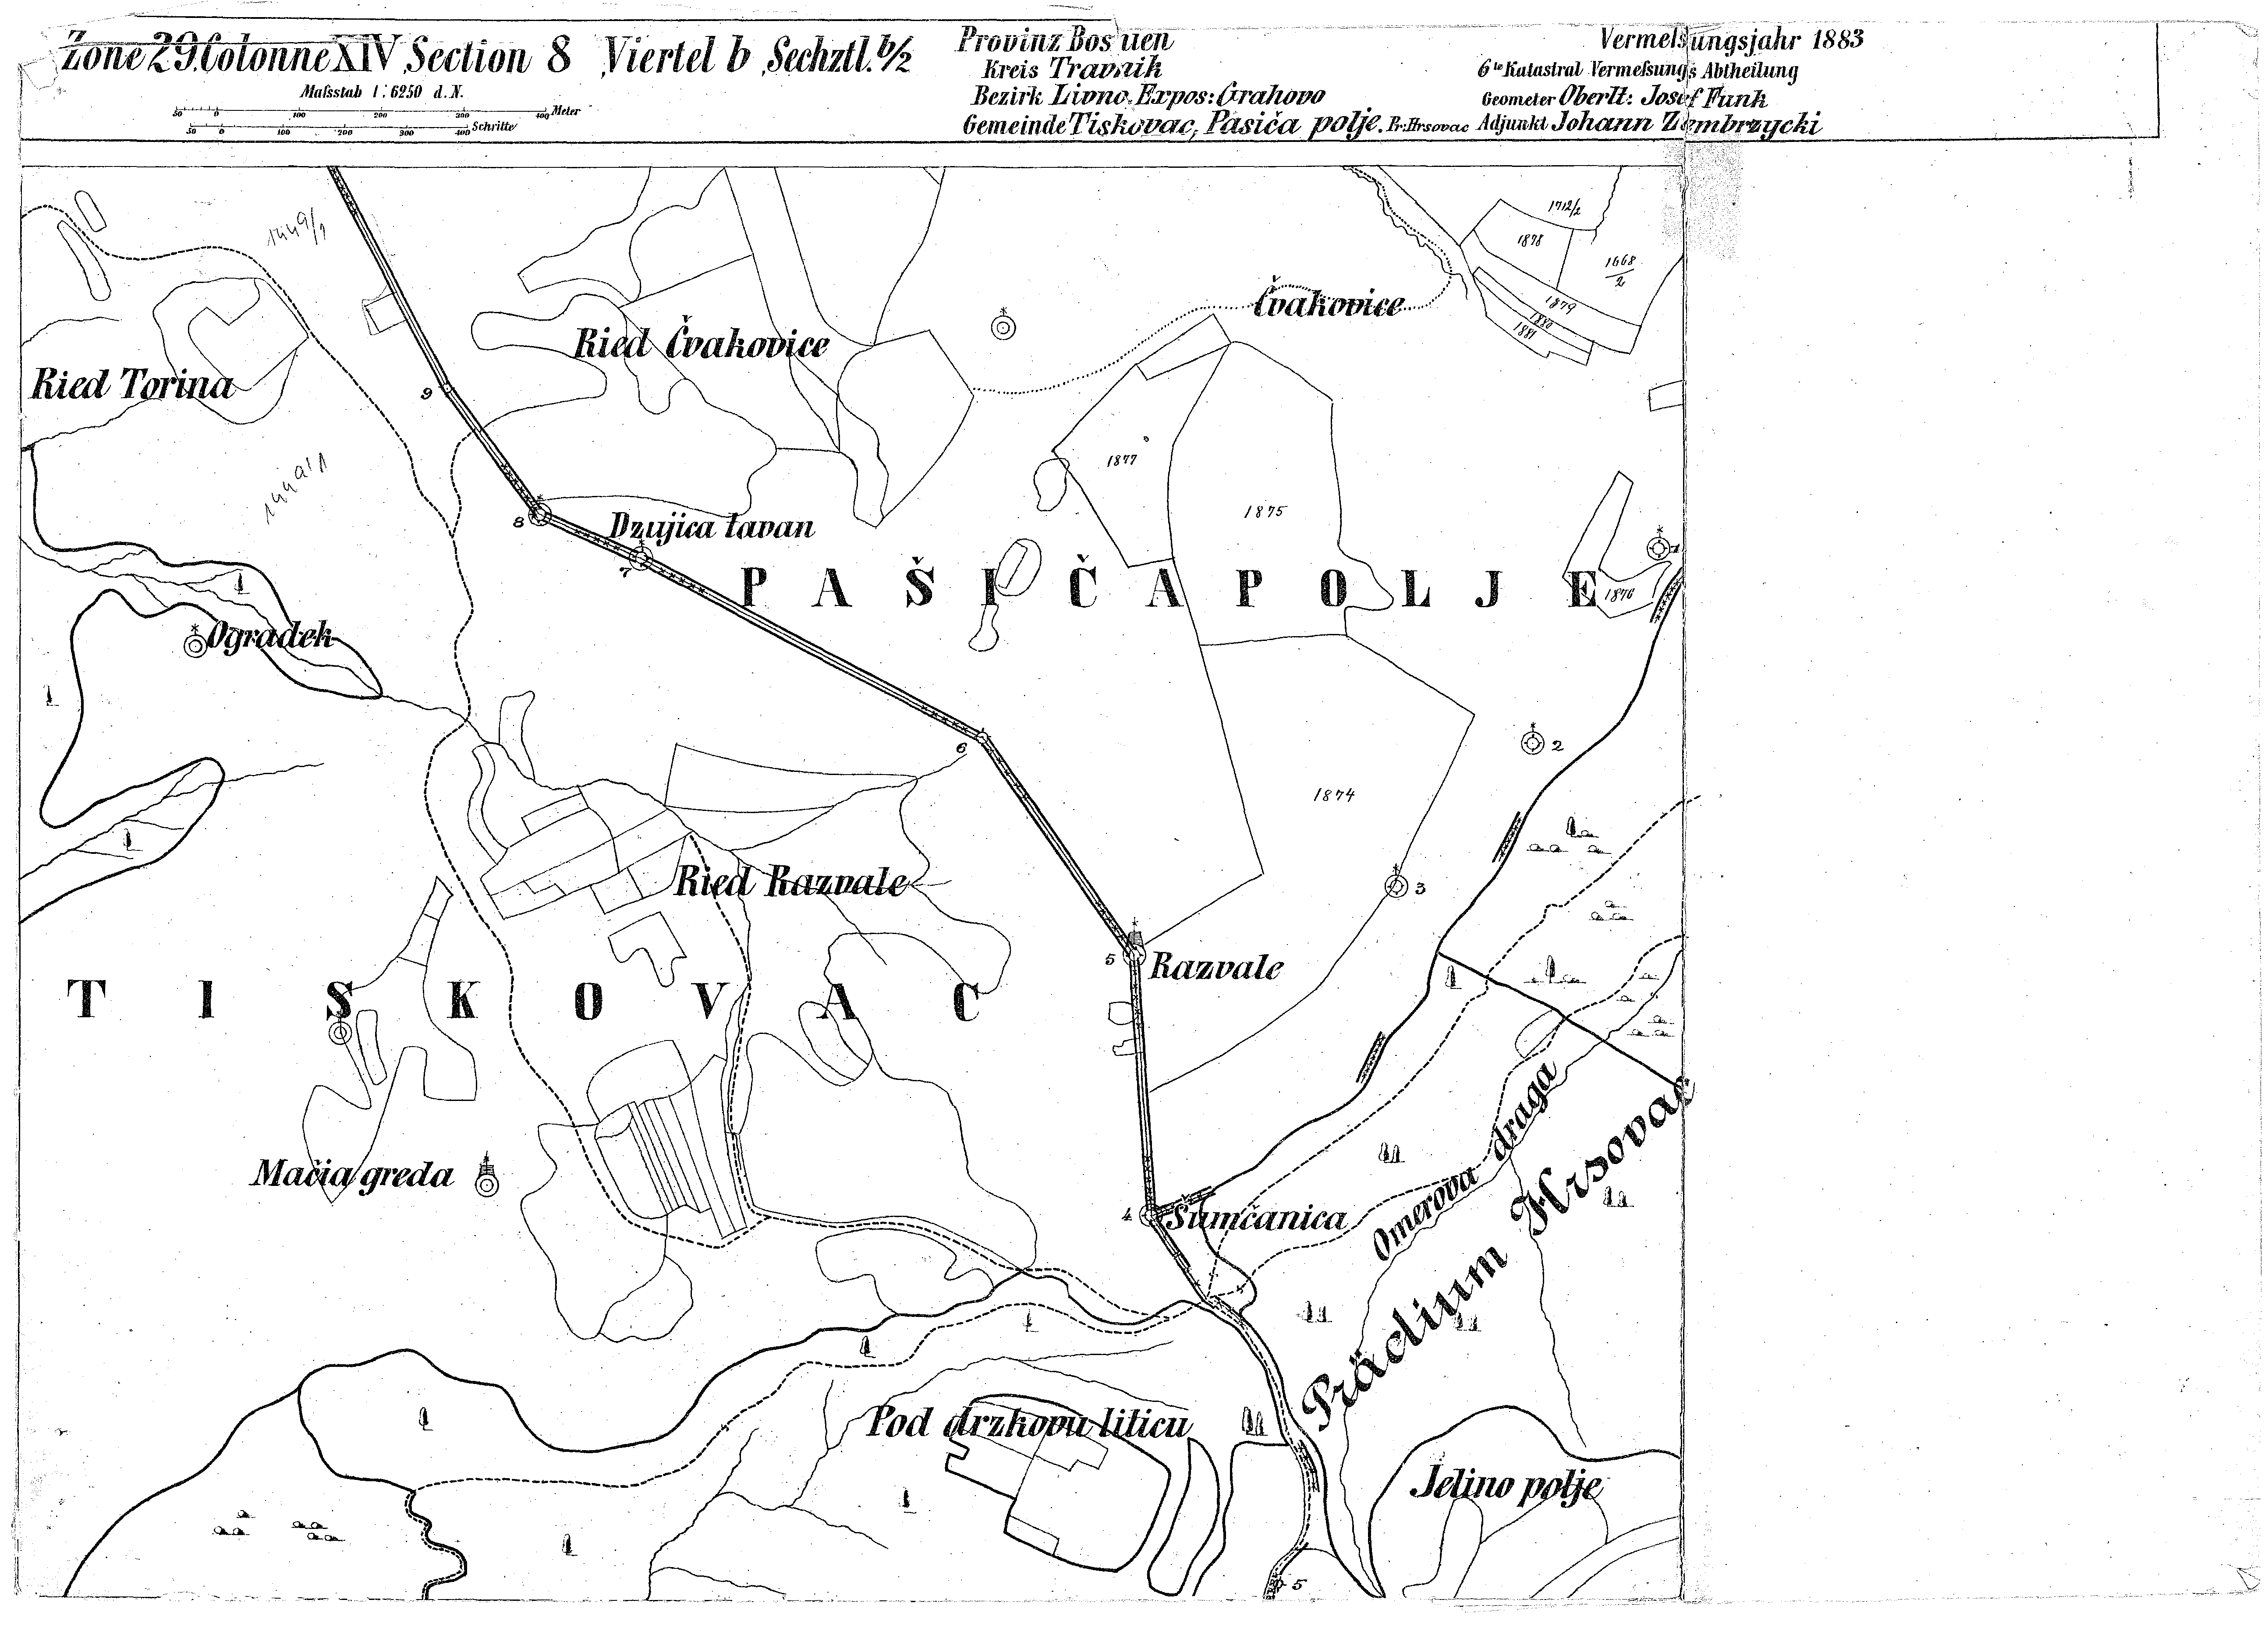 Zone 29. Colonne XIV Section 8 Viertel b Sechztl. b/2
Maſsstab 1:6250 d. N.
50 0 100 200 300 400 Meter
50 0 100 200 300 400 Schritte
Provinz Bosnien
Kreis Travnik
Bezirk Livno. Expos: Grahovo
Gemeinde Tiskovac, Pasića polje. Pr: Hrsovac
Vermeſsungsjahr 1883
6te Katastral Vermeſsungs Abtheilung
Geometer Oberlt: Josef Funk
Adjunkt Johann Zembrzycki
1712/2
1878
1668/2
1879
1880
1881
1449/1
Čvakovice
Ried Čvakovice
Ried Torina
9
1877
1875
8
Dzujica lavan
7
1
PAŠIČAPOLJE
1876
Ogradek
6
2
1874
Ried Razvale
3
5
Razvale
TISKOVAC
Omerova draga
Mačia greda
4
Sumčanica
Prädium Hrsovac
Pod drzkovu liticu
Jelino polje
5